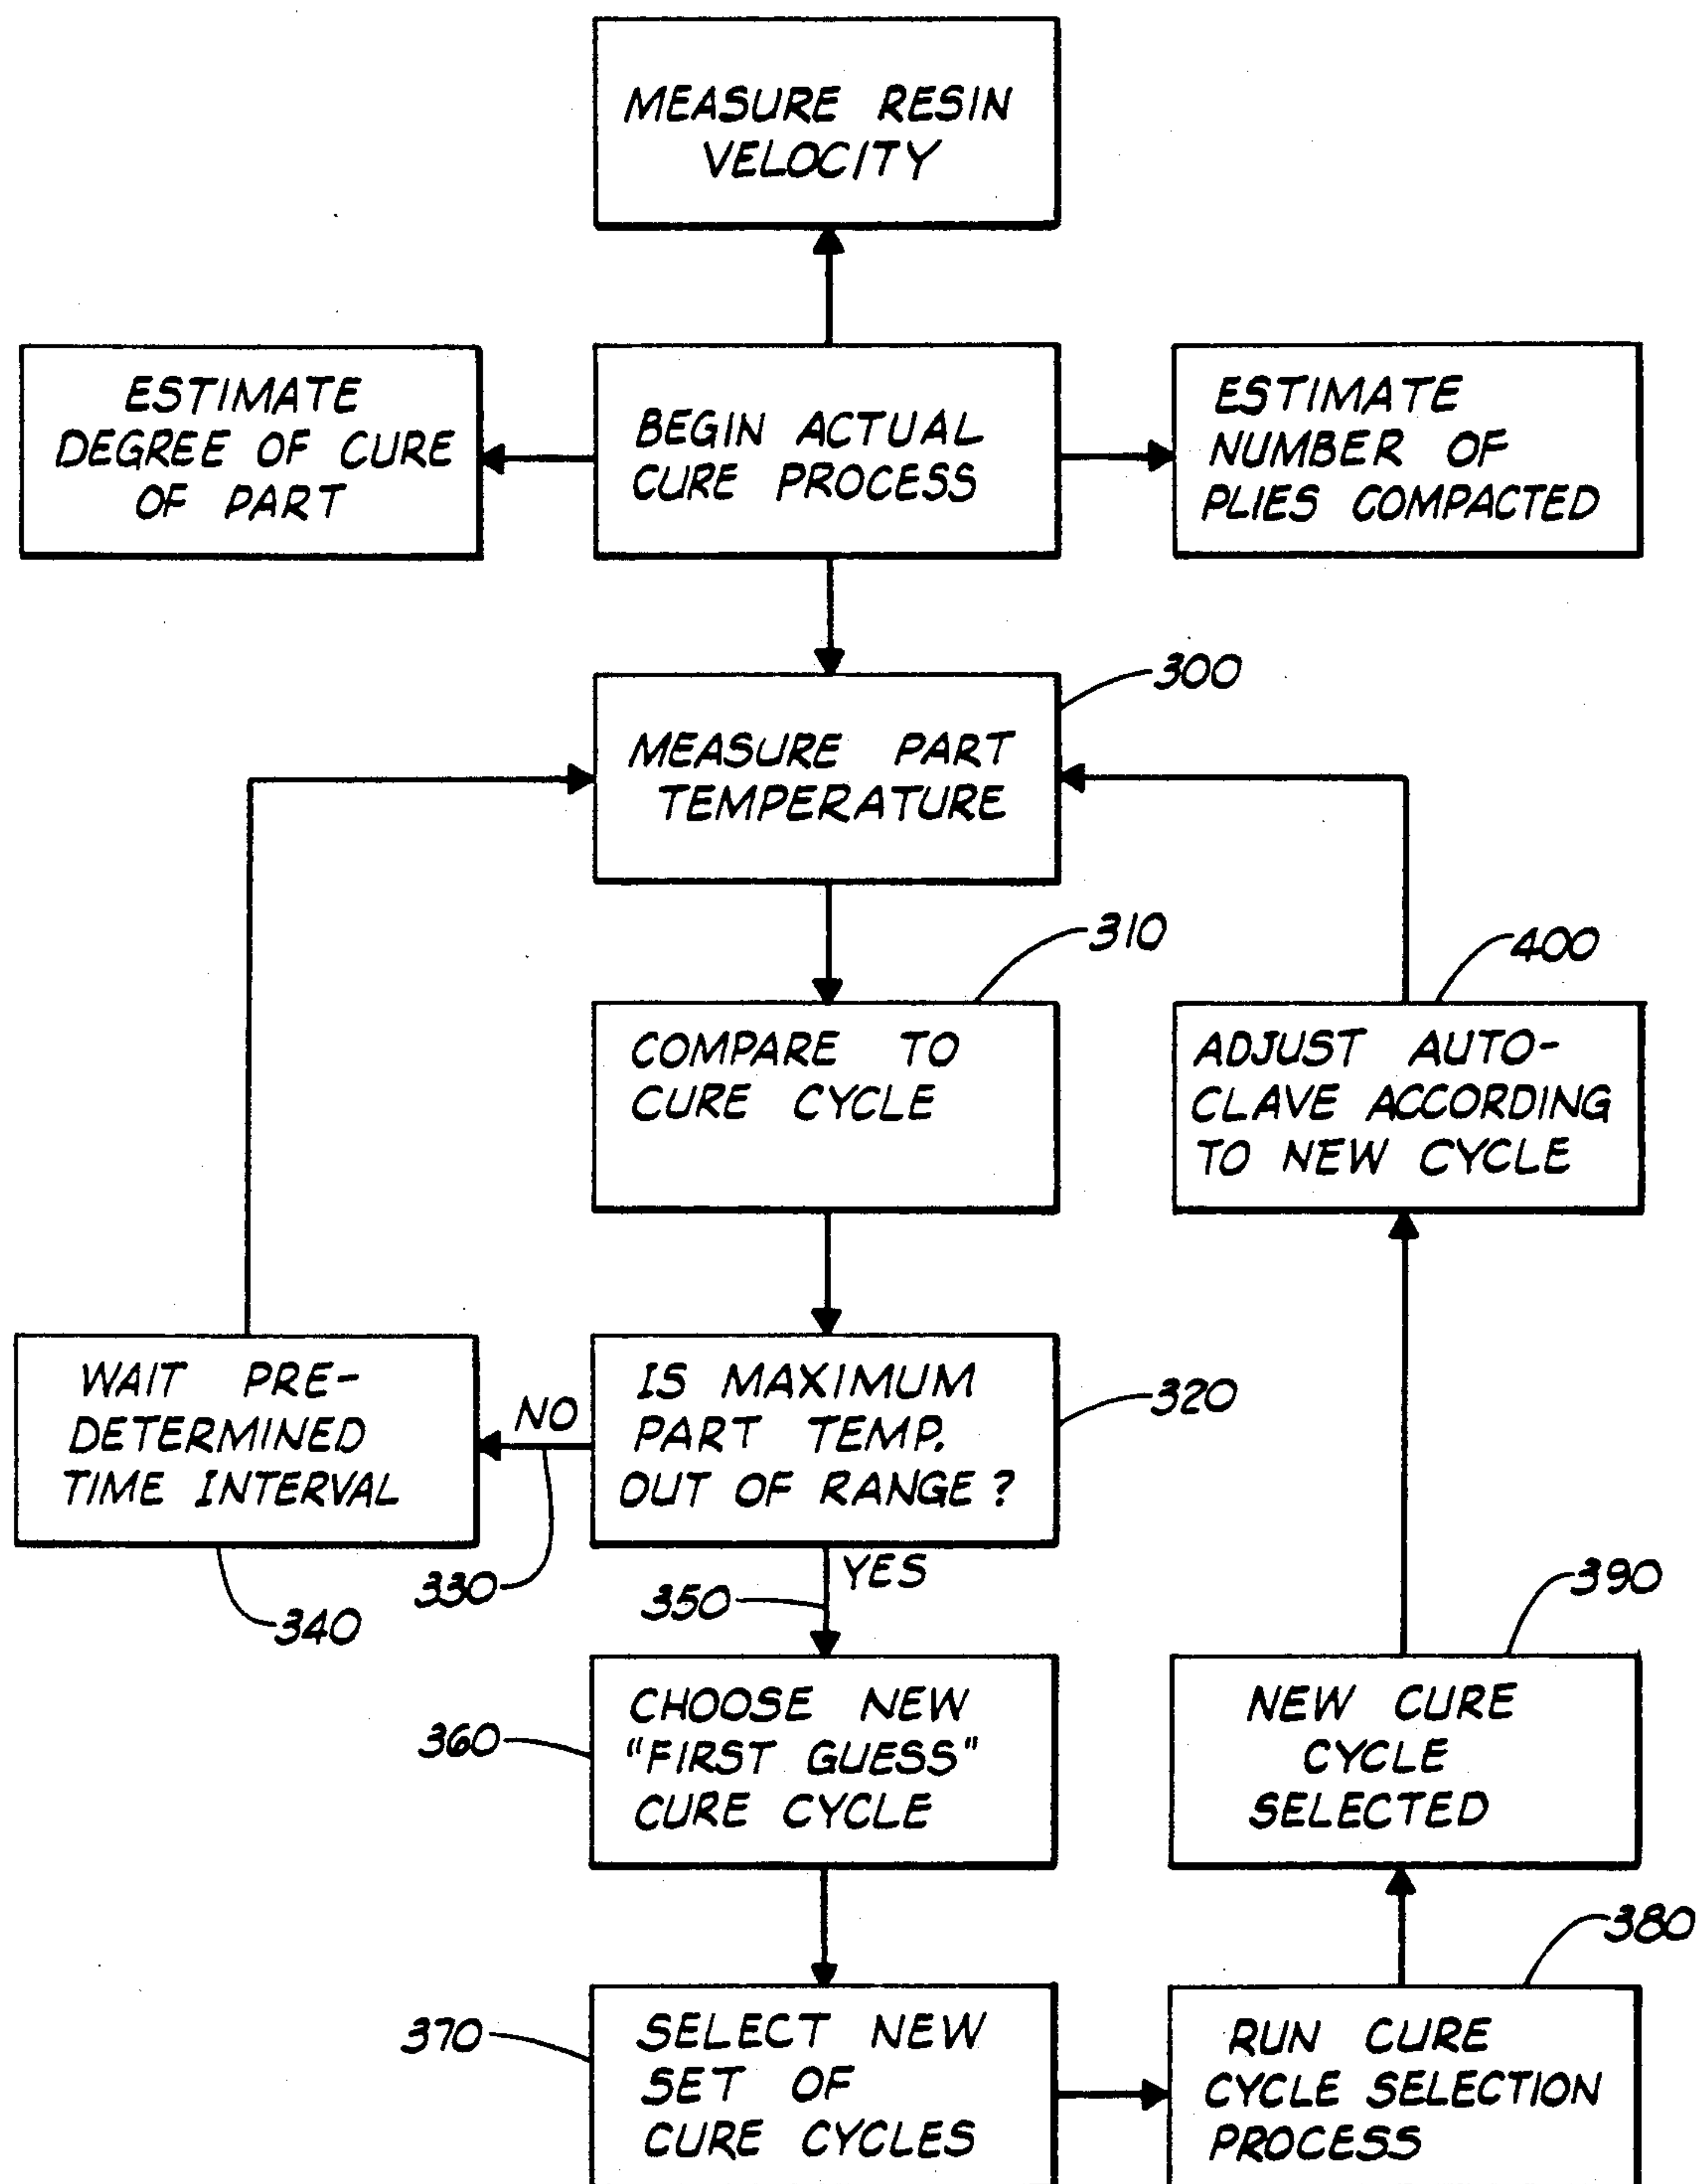 MEASURE RESIN
VELOCITY
ESTIMATE
DEGREE OF CURE
OF PART
BEGIN ACTUAL
CURE PROCESS
ESTIMATE
NUMBER OF
PLIES COMPACTED
300
MEASURE PART
TEMPERATURE
310
400
COMPARE TO
CURE CYCLE
ADJUST AUTO-
CLAVE ACCORDING
TO NEW CYCLE
WAIT PRE-
DETERMINED
TIME INTERVAL
NO
IS MAXIMUM
PART TEMP.
OUT OF RANGE?
320
330
340
YES
350
390
360
CHOOSE NEW
"FIRST GUESS"
CURE CYCLE
NEW CURE
CYCLE
SELECTED
380
370
SELECT NEW
SET OF
CURE CYCLES
RUN CURE
CYCLE SELECTION
PROCESS